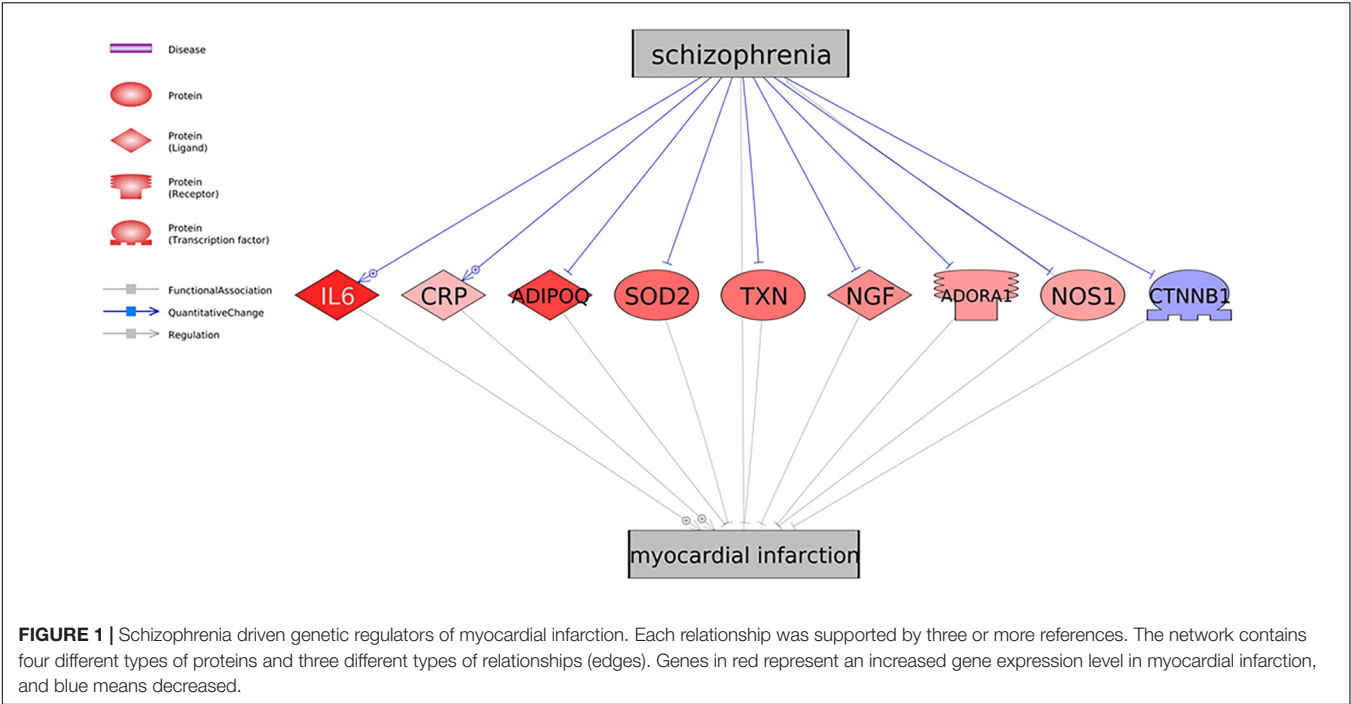 schizophrenia
Disease
Protein
Protein
(Ligand)
Protein
(Receptor)
Protein
(Transcription factor)
FunctionalAssociation
QuantitativeChange
Regulation
IL6
CRP
ADIPOQ
SOD2
TXN
NGF
ADORA1
NOS1
CTNNB1
myocardial infarction
FIGURE 1 | Schizophrenia driven genetic regulators of myocardial infarction. Each relationship was supported by three or more references. The network contains
four different types of proteins and three different types of relationships (edges). Genes in red represent an increased gene expression level in myocardial infarction,
and blue means decreased.